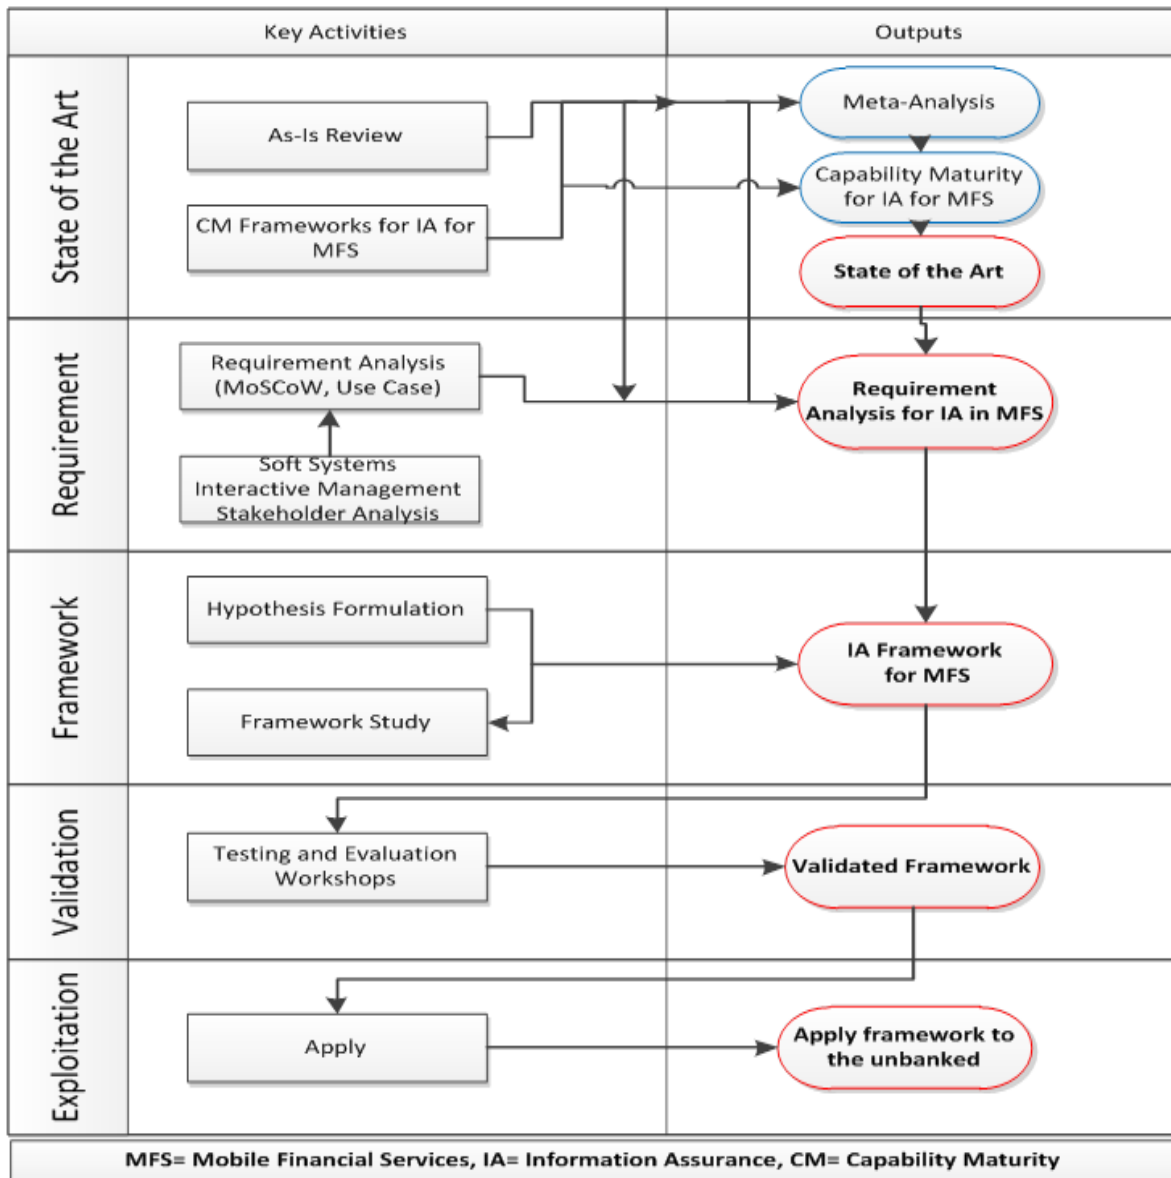 Key Activities
Outputs
State of the Art
As-Is Review
CM Frameworks for IA for
MFS
Meta-Analysis
Capability Maturity
for IA for MFS
State of the Art
Requirement
Requirement Analysis
(MoSCoW, Use Case)
Soft Systems
Interactive Management
Stakeholder Analysis
Requirement
Analysis for IA in MFS
Framework
Hypothesis Formulation
Framework Study
IA Framework
for MFS
Validation
Testing and Evaluation
Workshops
Validated Framework
Exploitation
Apply
Apply framework to
the unbanked
MFS= Mobile Financial Services, IA= Information Assurance, CM= Capability Maturity